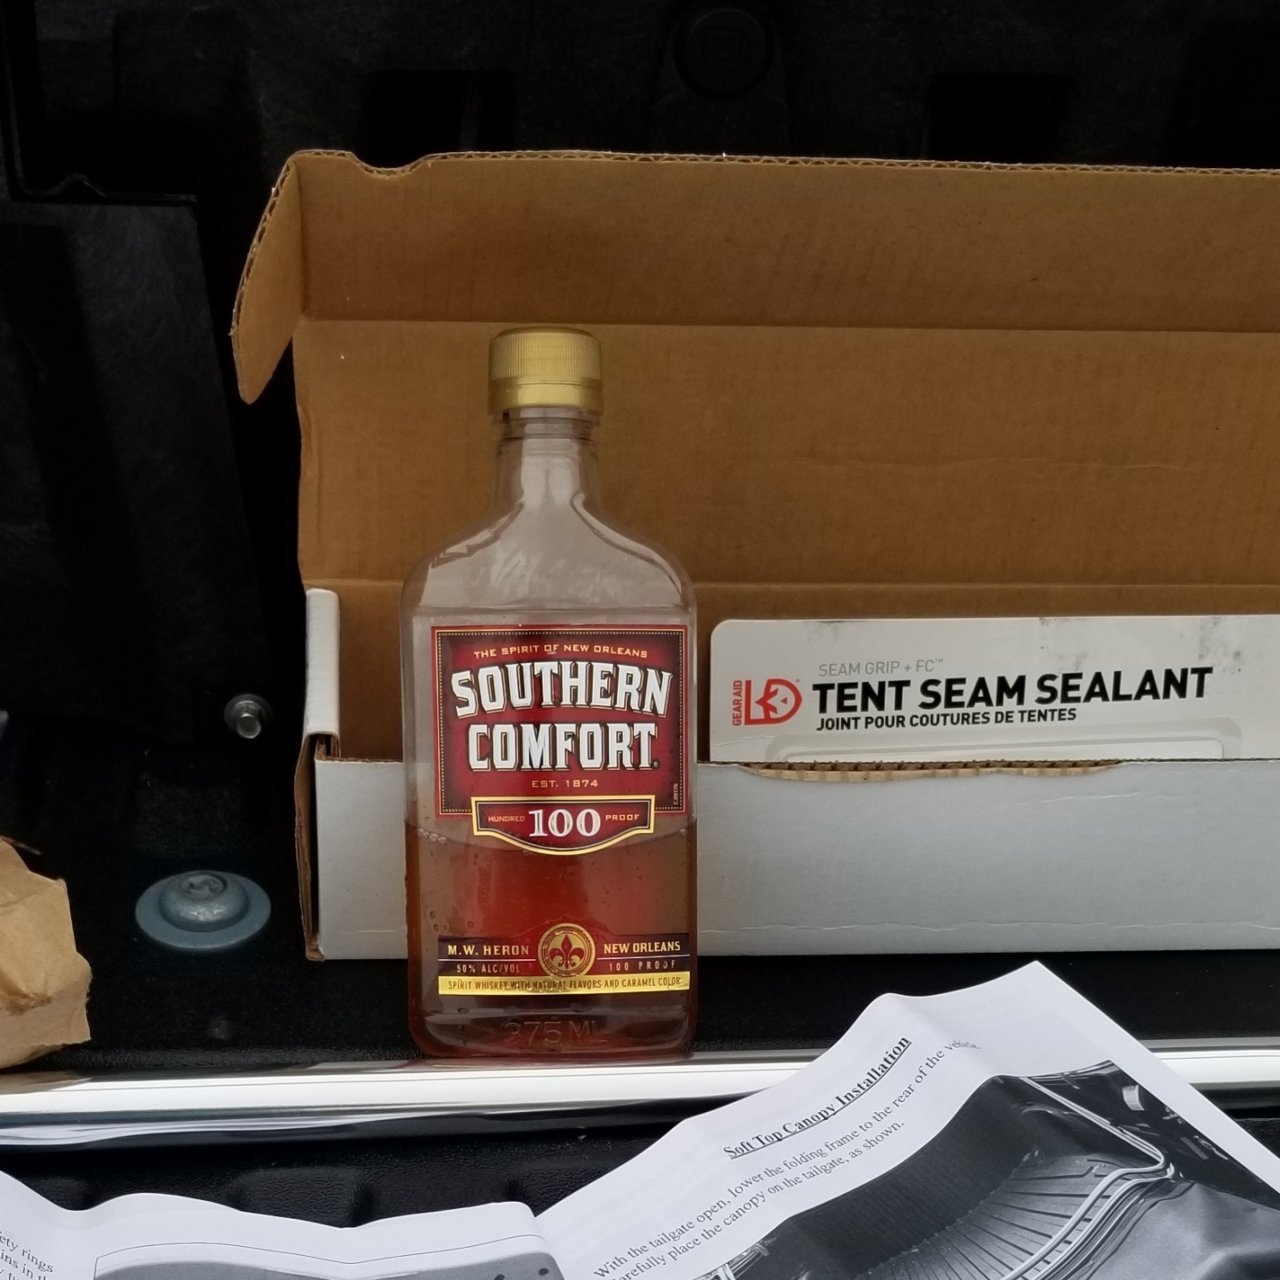 THE SPIRIT OF NEW ORLEANS
SOUTHERN
COMFORT®
EST. 1874
HUNDRED 100 PROOF
M.W. HERON NEW ORLEANS
50% ALC/VOL 100 PROOF
SPIRIT WHISKEY WITH NATURAL FLAVORS AND CARAMEL COLOR
375ML
SEAM GRIP + FC™
GEAR AID
TENT SEAM SEALANT
JOINT POUR COUTURES DE TENTES
Soft Top Canopy Installation
With the tailgate open, lower the folding frame to the rear of the vehicle.
carefully place the canopy on the tailgate, as shown.
rings